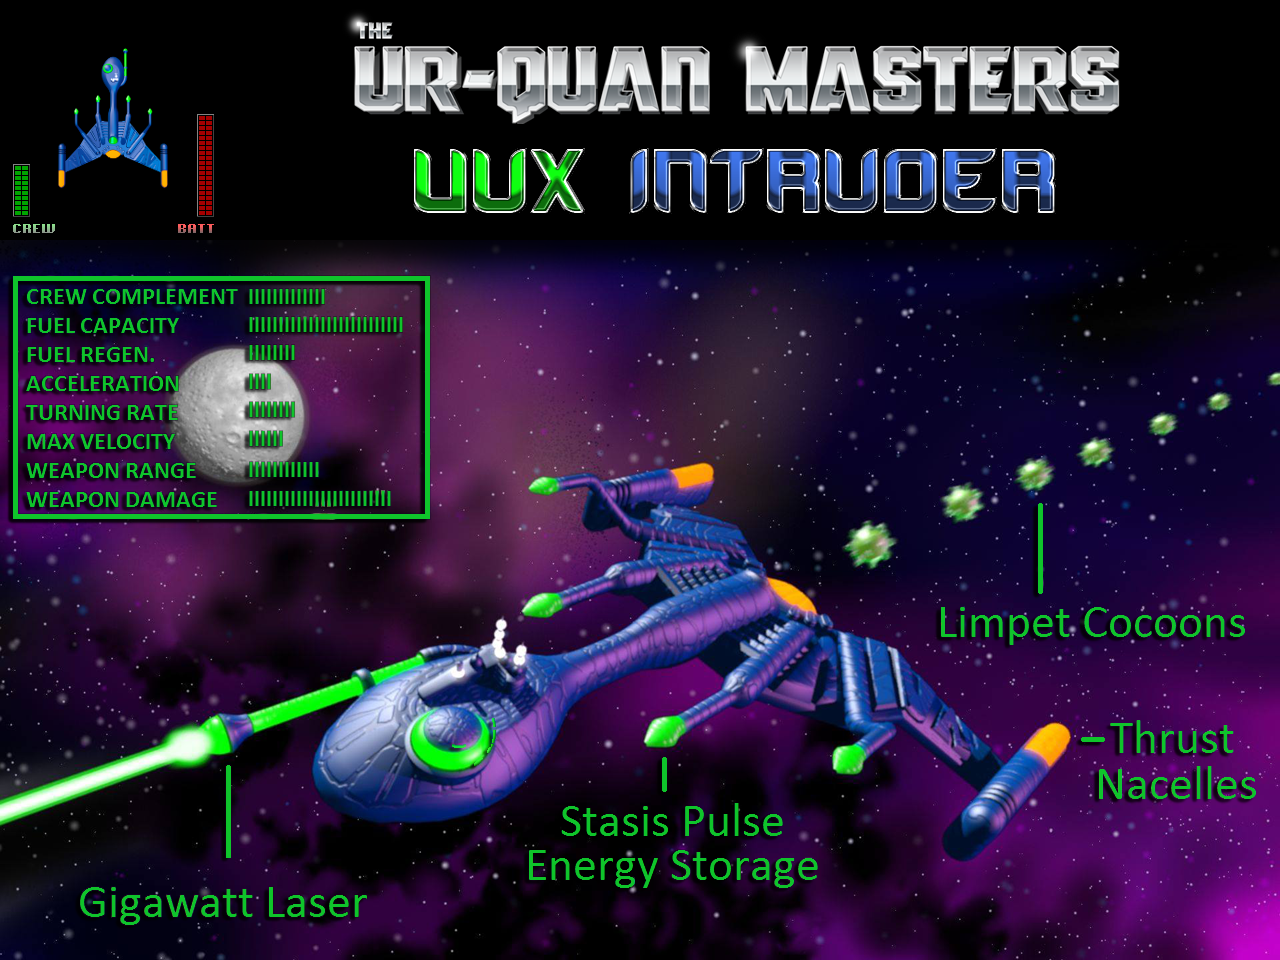 THE
UR-QUAN MASTERS
UUX INTRUDER
CREW
BATT
CREW COMPLEMENT
FUEL CAPACITY
FUEL REGEN.
ACCELERATION
TURNING RATE
MAX VELOCITY
WEAPON RANGE
WEAPON DAMAGE
Limpet Cocoons
Thrust
Nacelles
Stasis Pulse
Energy Storage
Gigawatt Laser